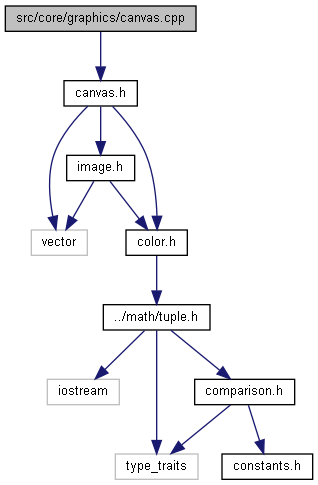 src/core/graphics/canvas.cpp
canvas.h
image.h
vector
color.h
../math/tuple.h
iostream
comparison.h
type_traits
constants.h